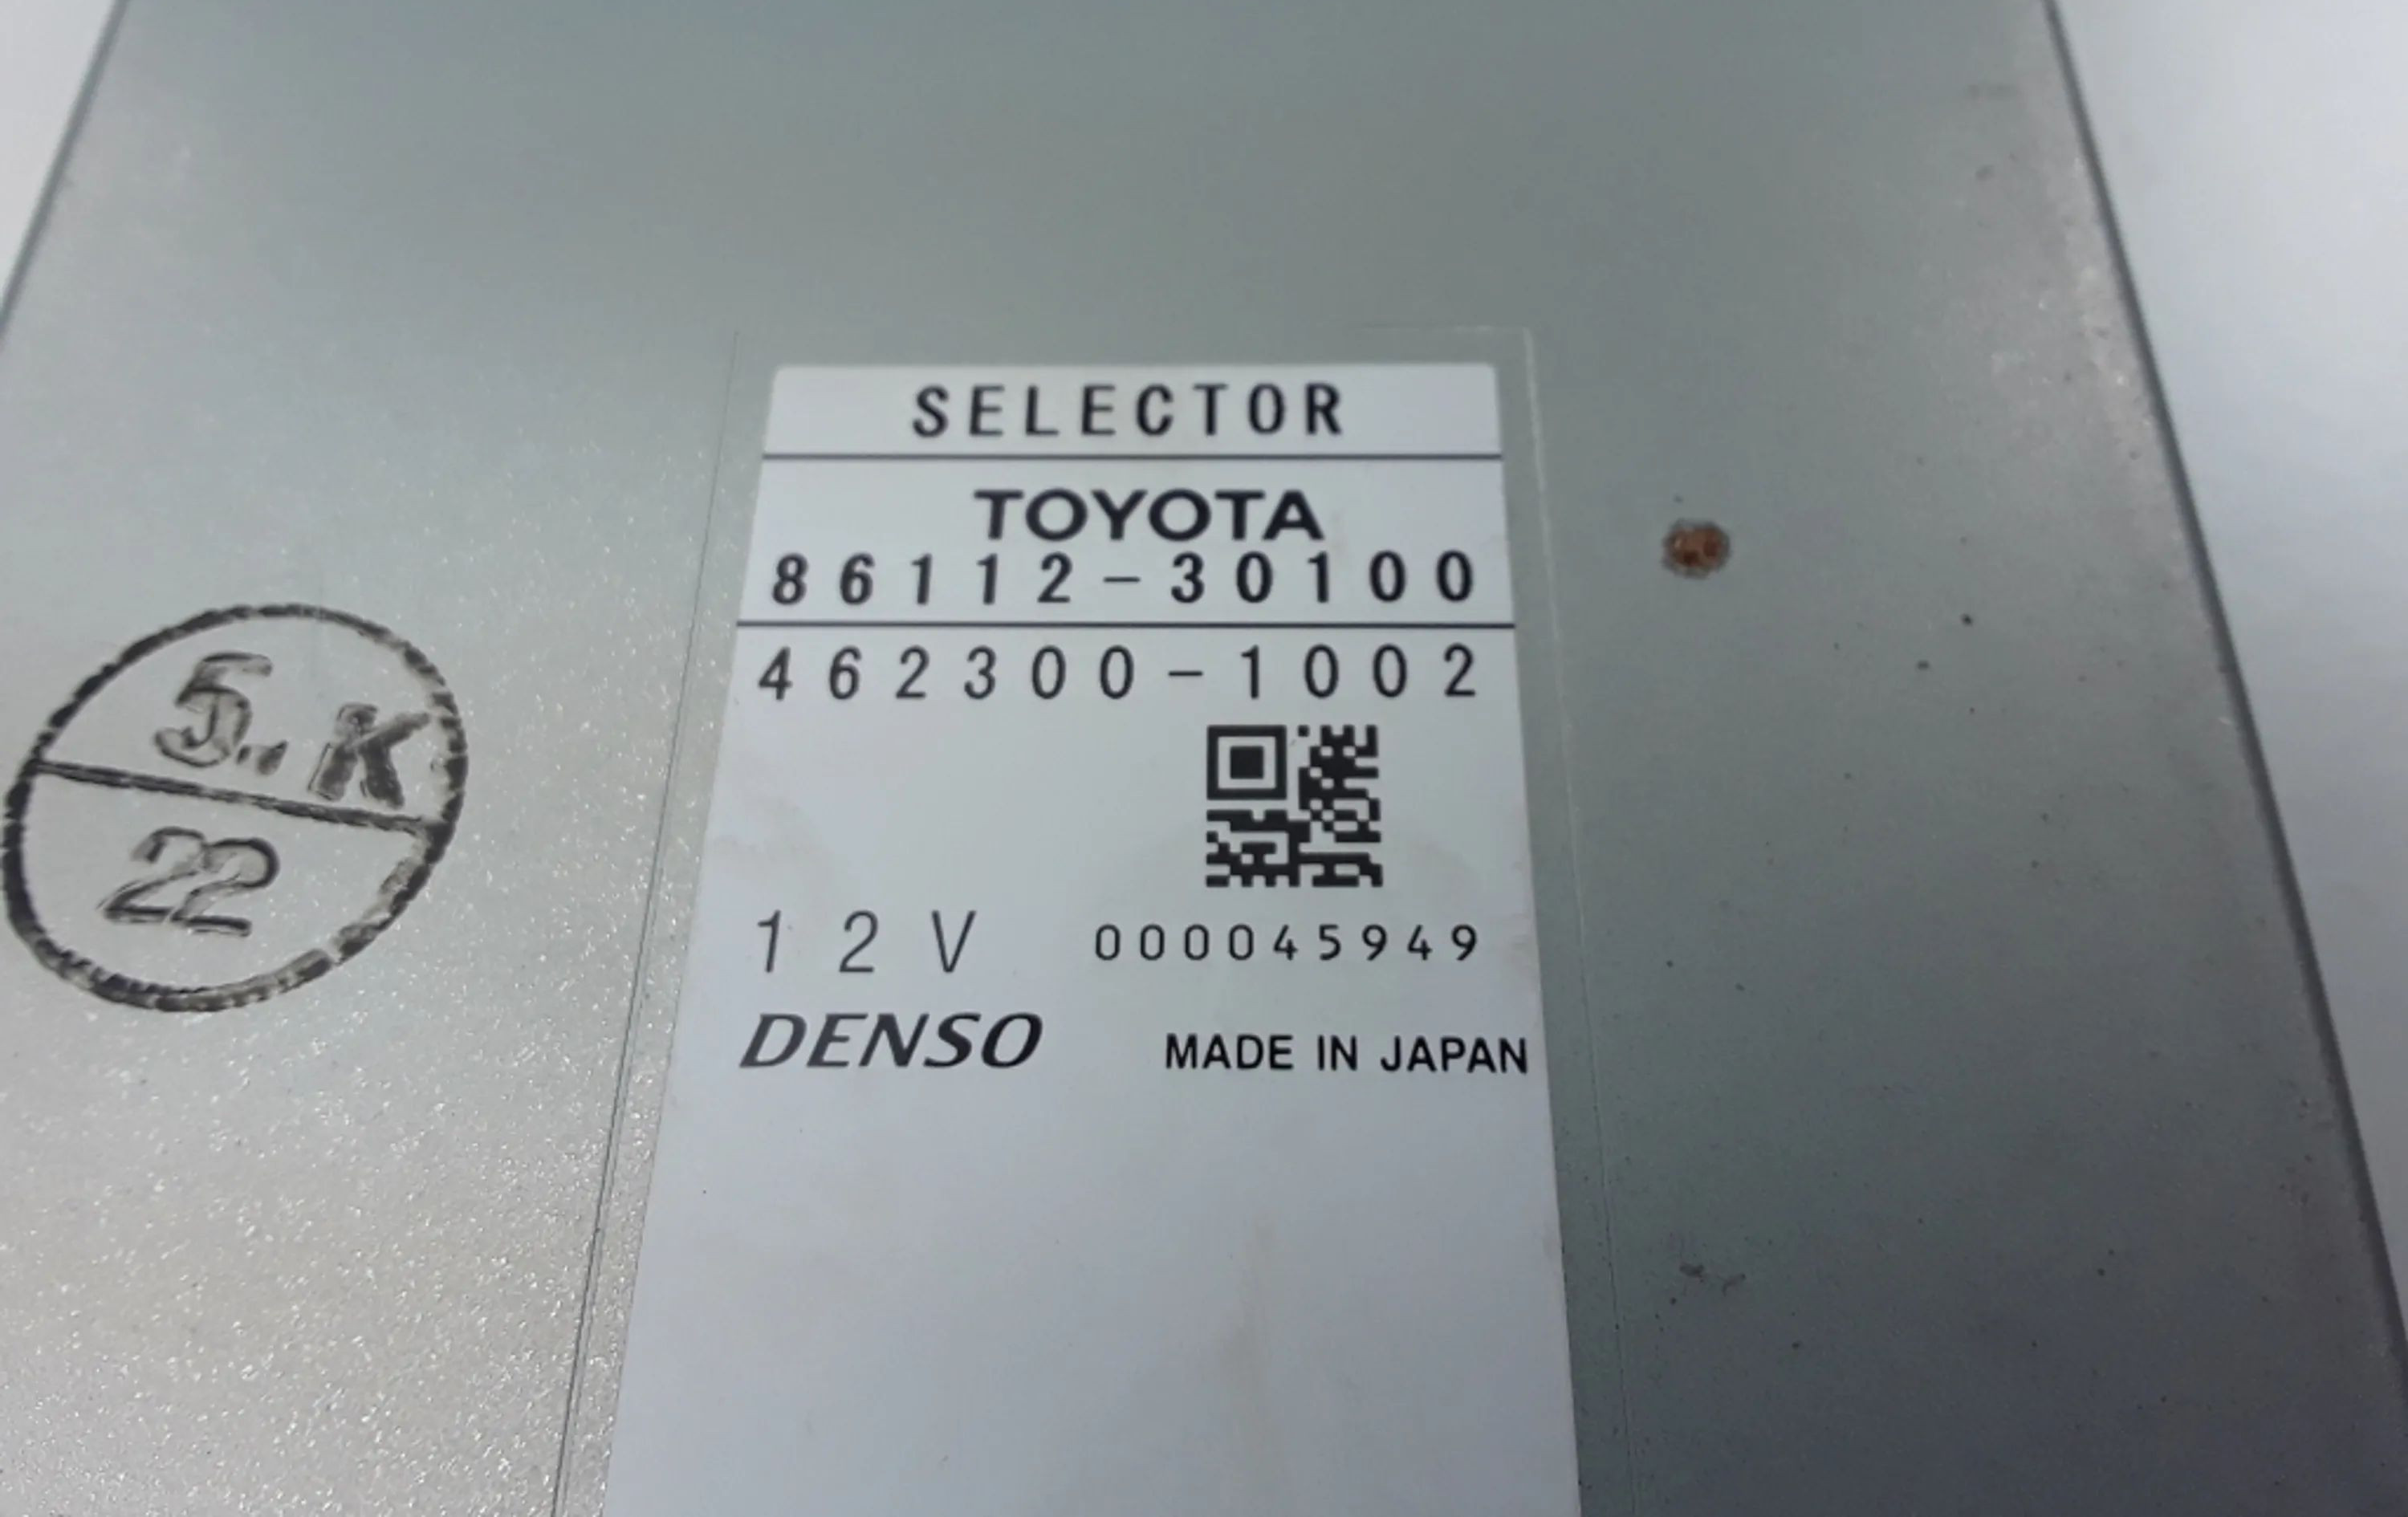 SELECTOR
TOYOTA
86112-30100
462300-1002
12V 000045949
DENSO MADE IN JAPAN
5.. K
22